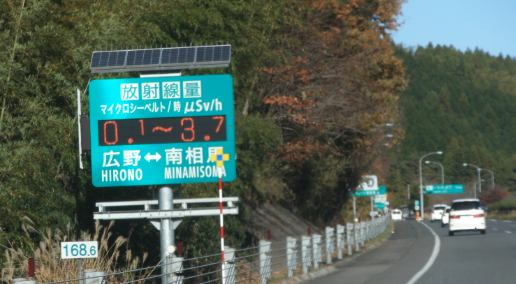 放射線量
マイクロシーベルト/時 μSv/h
0.1～3.7
広野↔南相馬
HIRONO MINAMISOMA
168.6